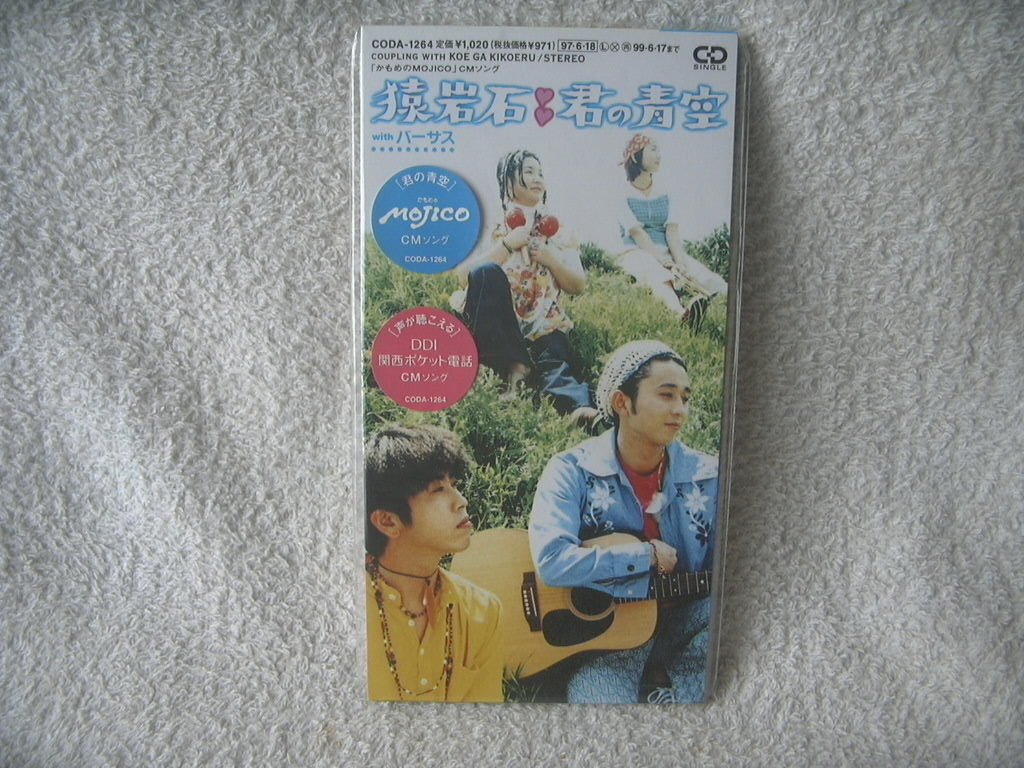 CODA-1264 定価¥1,020 (税抜価格¥971) 97・6・18 Ⓛ Ⓧ 再 99・6・17まで
COUPLING WITH KOE GA KIKOERU/STEREO
「かもめのMOJICO」CMソング
CD
SINGLE
猿岩石 君の青空
with バーサス
[君の青空]
かもめの
MOJICO
CMソング
CODA-1264
[声が聴こえる]
DDI
関西ポケット電話
CMソング
CODA-1264